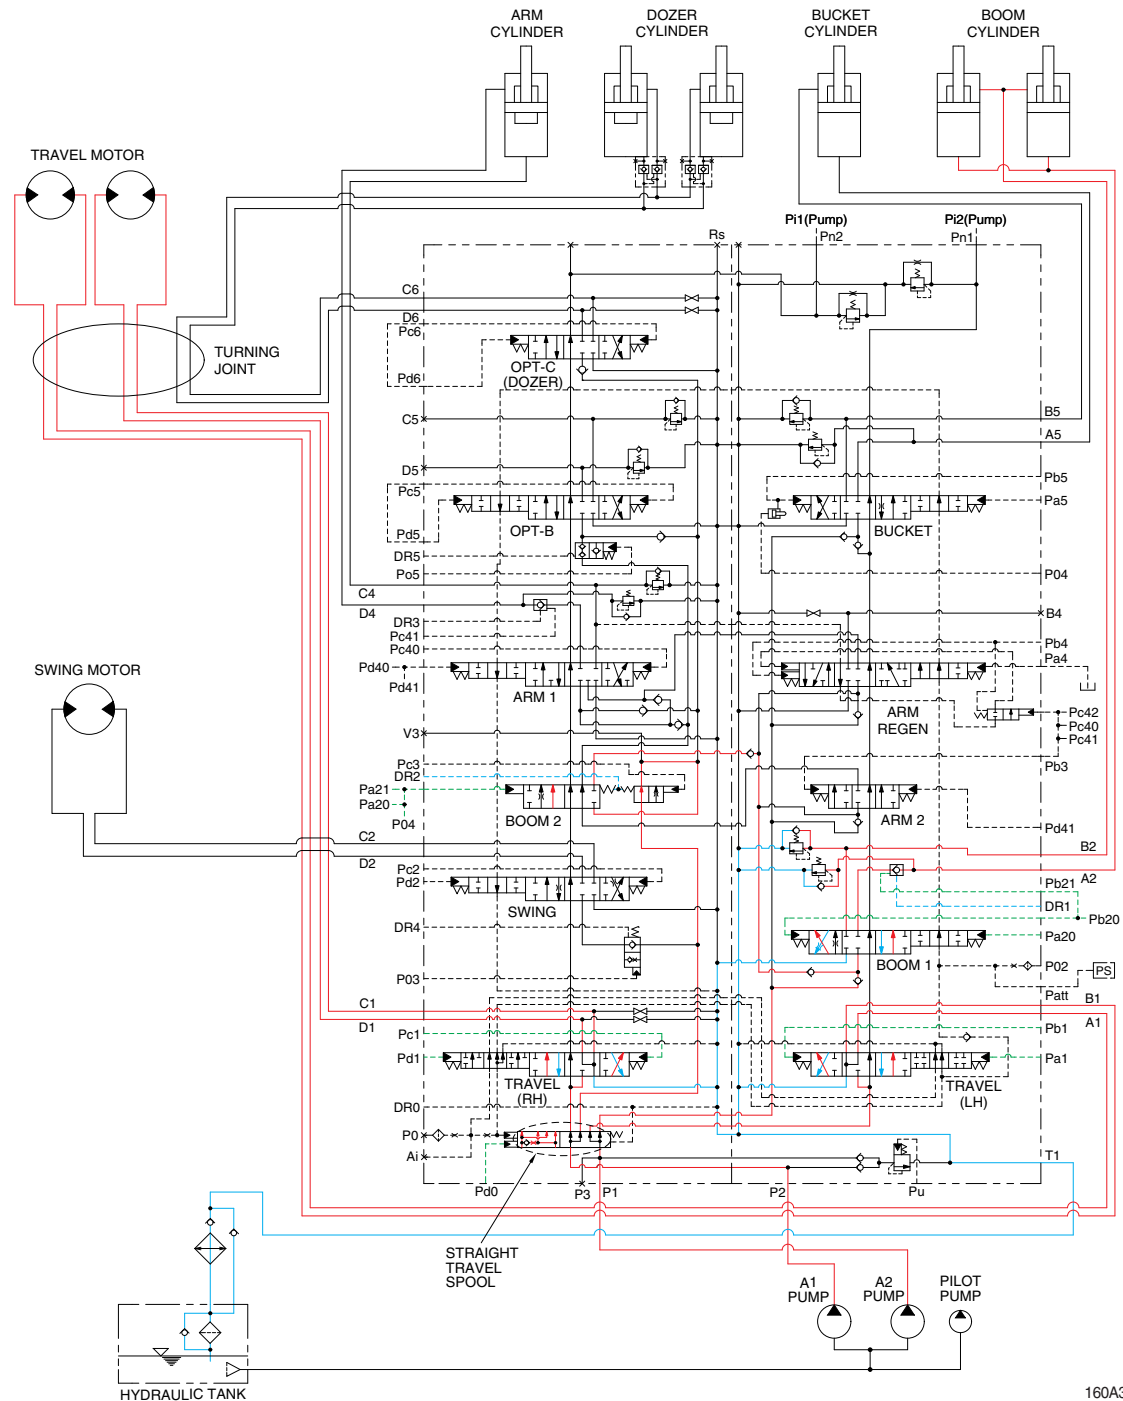 ARM
CYLINDER
DOZER
CYLINDER
BUCKET
CYLINDER
BOOM
CYLINDER
TRAVEL MOTOR
TURNING
JOINT
Rs
Pi1(Pump)
Pn2
Pi2(Pump)
Pn1
C6
D6
Pc6
Pd6
OPT-C
(DOZER)
C5
D5
Pc5
Pd5
OPT-B
DR5
Po5
C4
D4
DR3
Pc41
Pc40
Pd40
Pd41
ARM 1
B5
A5
Pb5
Pa5
BUCKET
P04
B4
Pb4
Pa4
ARM
REGEN
Pc42
Pc40
Pc41
Pb3
SWING MOTOR
V3
Pc3
DR2
Pa21
Pa20
P04
BOOM 2
ARM 2
Pd41
C2
D2
Pc2
Pd2
SWING
B2
A2
Pb21
DR1
Pb20
Pa20
BOOM 1
DR4
P03
P02
PS
Patt
C1
D1
Pc1
Pd1
TRAVEL
(RH)
B1
A1
Pb1
Pa1
TRAVEL
(LH)
DR0
P0
Ai
Pd0
P3
P1
P2
Pu
T1
STRAIGHT
TRAVEL
SPOOL
A1
PUMP
A2
PUMP
PILOT
PUMP
HYDRAULIC TANK
160A3